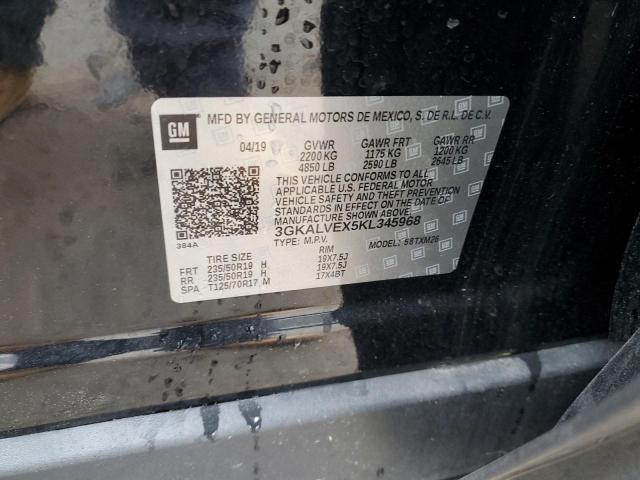 GM MFD BY GENERAL MOTORS DE MEXICO, S. DE R.L. DE C.V.
04/19 GVWR GAWR FRT GAWR RR
2200 KG 1175 KG 1200 KG
4850 LB 2590 LB 2645 LB
THIS VEHICLE CONFORMS TO ALL
APPLICABLE U.S. FEDERAL MOTOR
VEHICLE SAFETY AND THEFT PREVENTION
STANDARDS IN EFFECT ON THE DATE OF
MANUFACTURE SHOWN ABOVE.
3GKALVEX5KL345968
TYPE: M.P.V. MODEL: S8TXM26
384A
TIRE SIZE RIM
FRT 235/50R19 H 19X7.5J
RR 235/50R19 H 19X7.5J
SPA T125/70R17 M 17X4BT